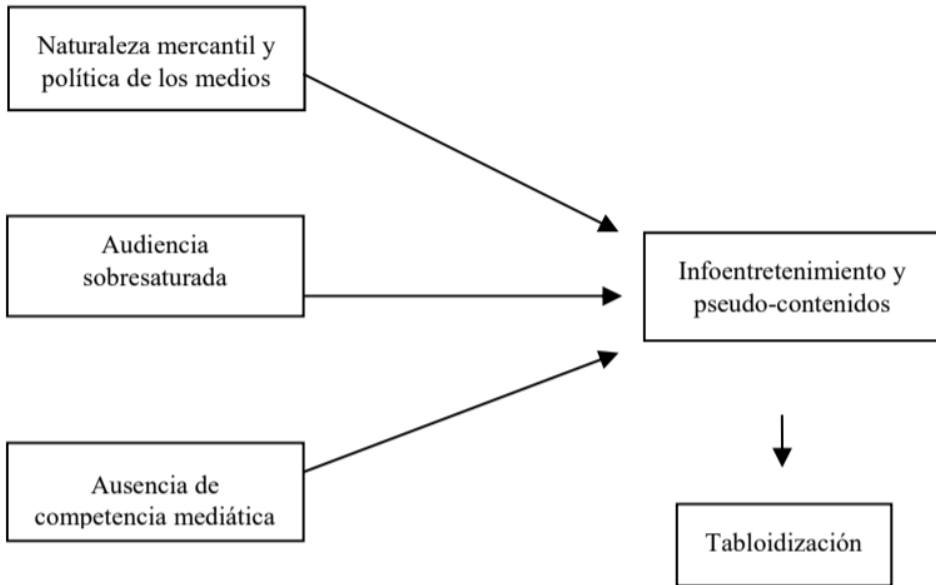 Naturaleza mercantil y
política de los medios
Audiencia
sobresaturada
Infoentretenimiento y
pseudo-contenidos
Ausencia de
competencia mediática
Tabloidización